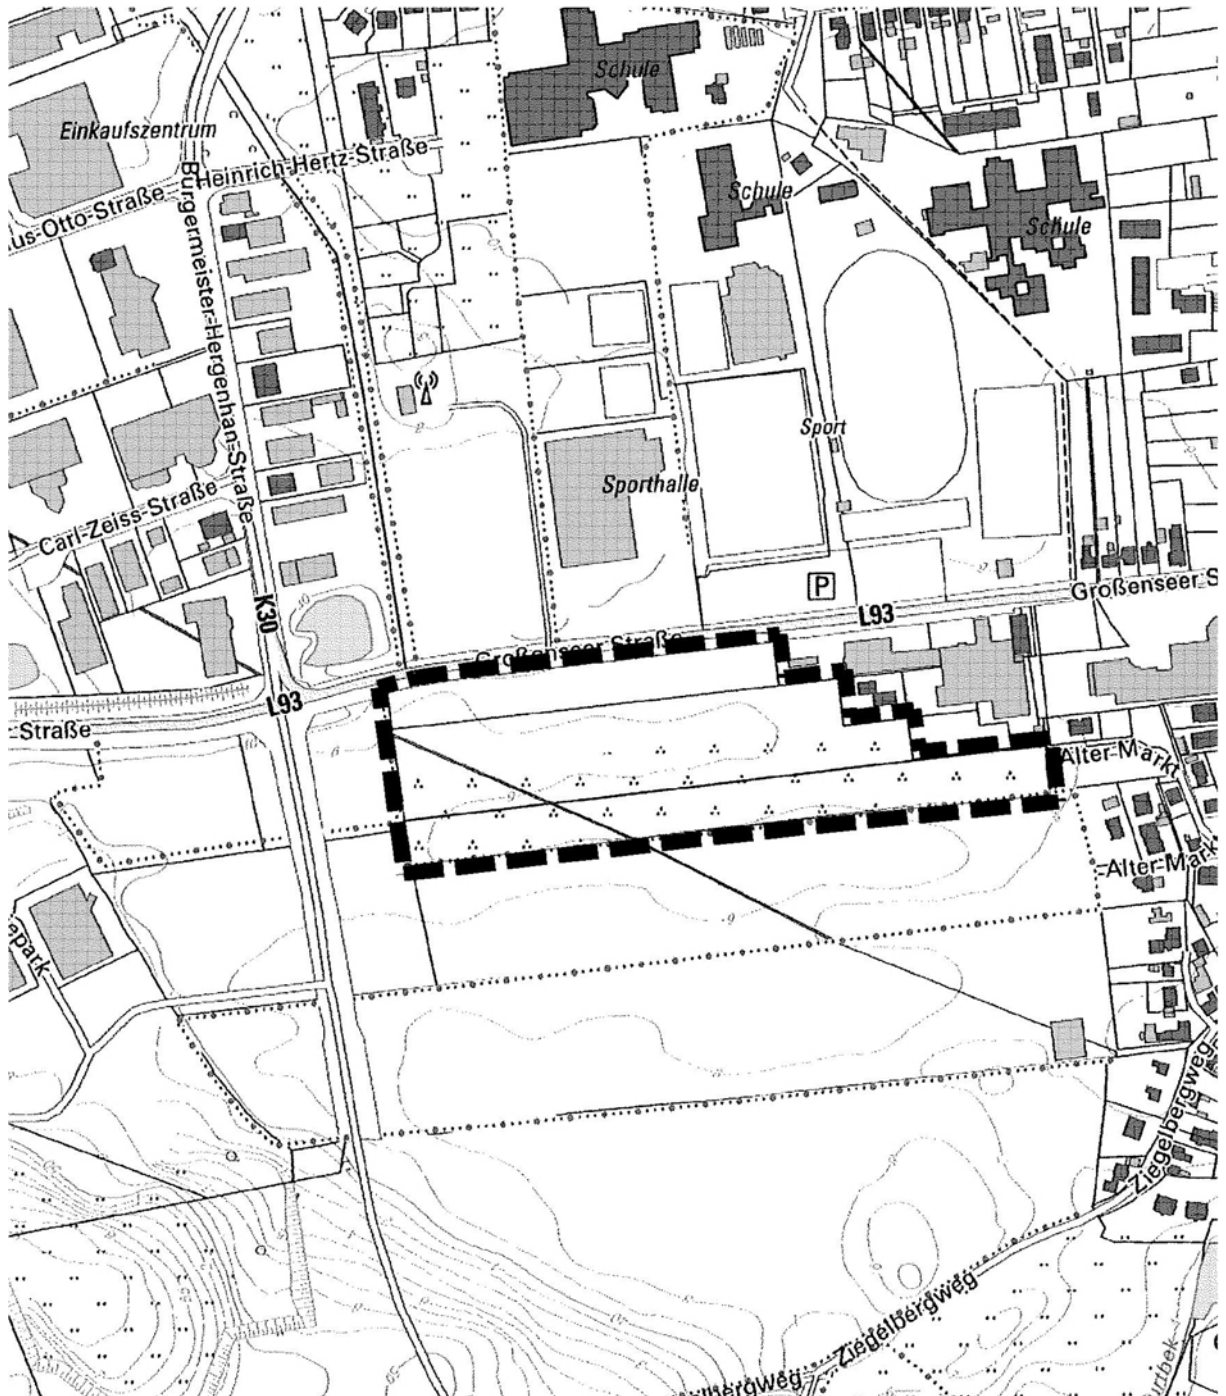 Schule
Einkaufszentrum
Heinrich-Hertz-Straße
Schule
us-Otto-Straße
Schule
Bürgermeister-Hergenhan-Straße
Sport
Sporthalle
Carl-Zeiss-Straße
P
Großenseer S
K30
L93
Großenseer Straße
L93
Straße
Alter-Markt
Alter-Markt
epark
Ziegelbergweg
Ziegelbergweg
elbergweg